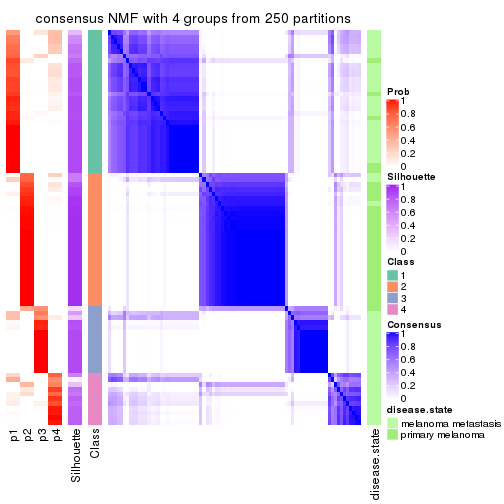 consensus NMF with 4 groups from 250 partitions
p1
p2
p3
p4
Silhouette
Class
disease.state
Prob
1
0.8
0.6
0.4
0.2
0
Silhouette
1
0.8
0.6
0.4
0.2
0
Class
1
2
3
4
Consensus
1
0.8
0.6
0.4
0.2
0
disease.state
melanoma metastasis
primary melanoma